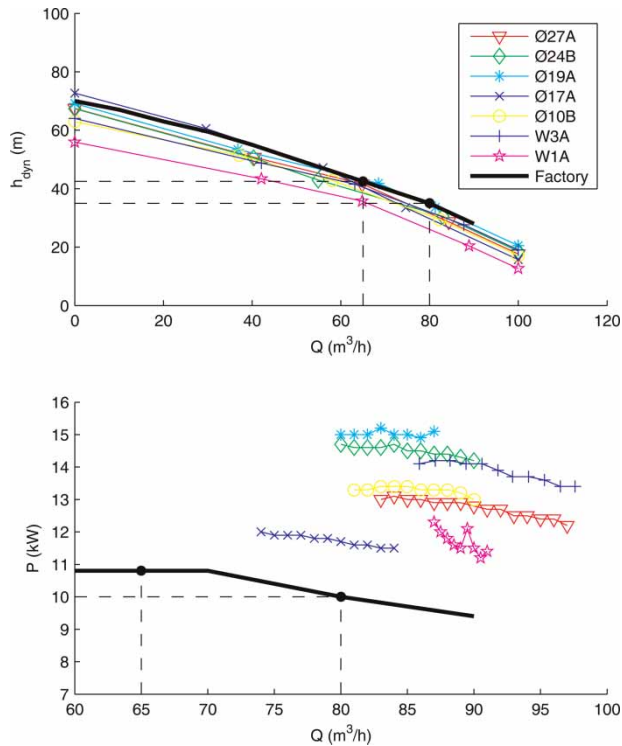 100
80
60
40
20
0
h_dyn (m)
0 20 40 60 80 100 120
Q (m³/h)
Ø27A
Ø24B
Ø19A
Ø17A
Ø10B
W3A
W1A
Factory
16
15
14
13
12
11
10
9
8
7
P (kW)
60 65 70 75 80 85 90 95 100
Q (m³/h)